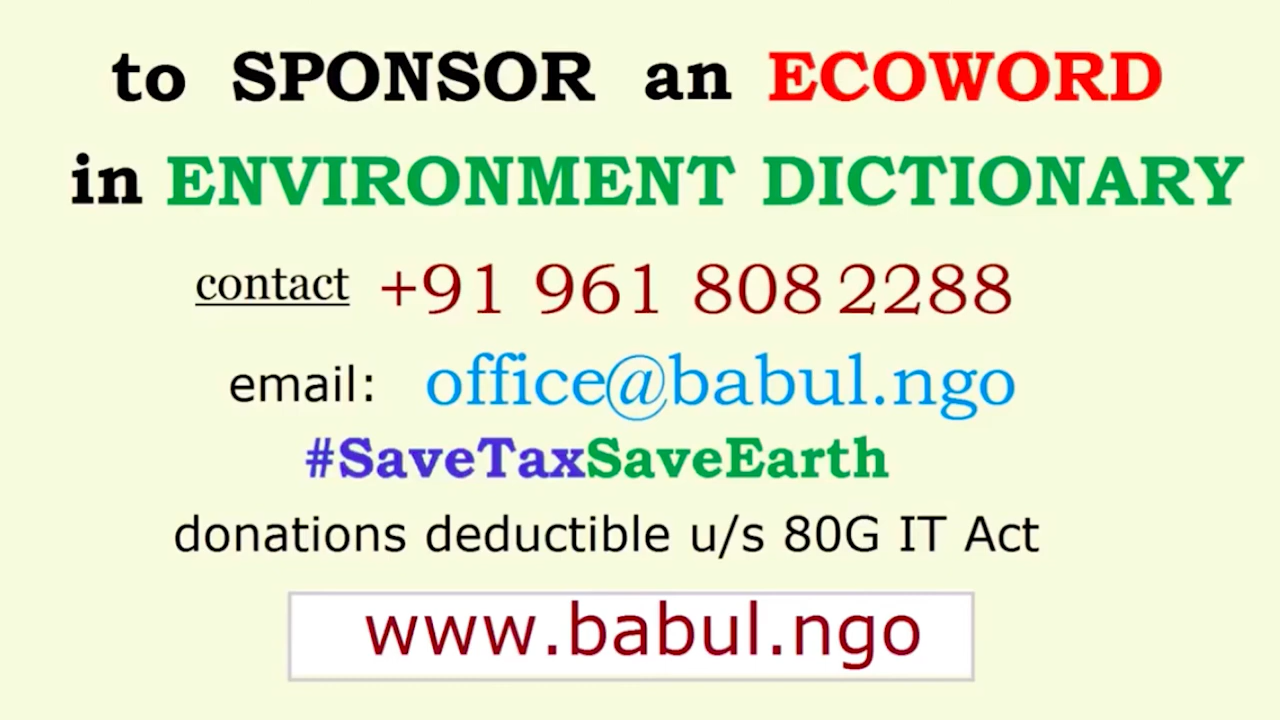 to SPONSOR an ECOWORD
in ENVIRONMENT DICTIONARY
contact +91 961 808 2288
email: office@babul.ngo
#SaveTaxSaveEarth
donations deductible u/s 80G IT Act
www.babul.ngo